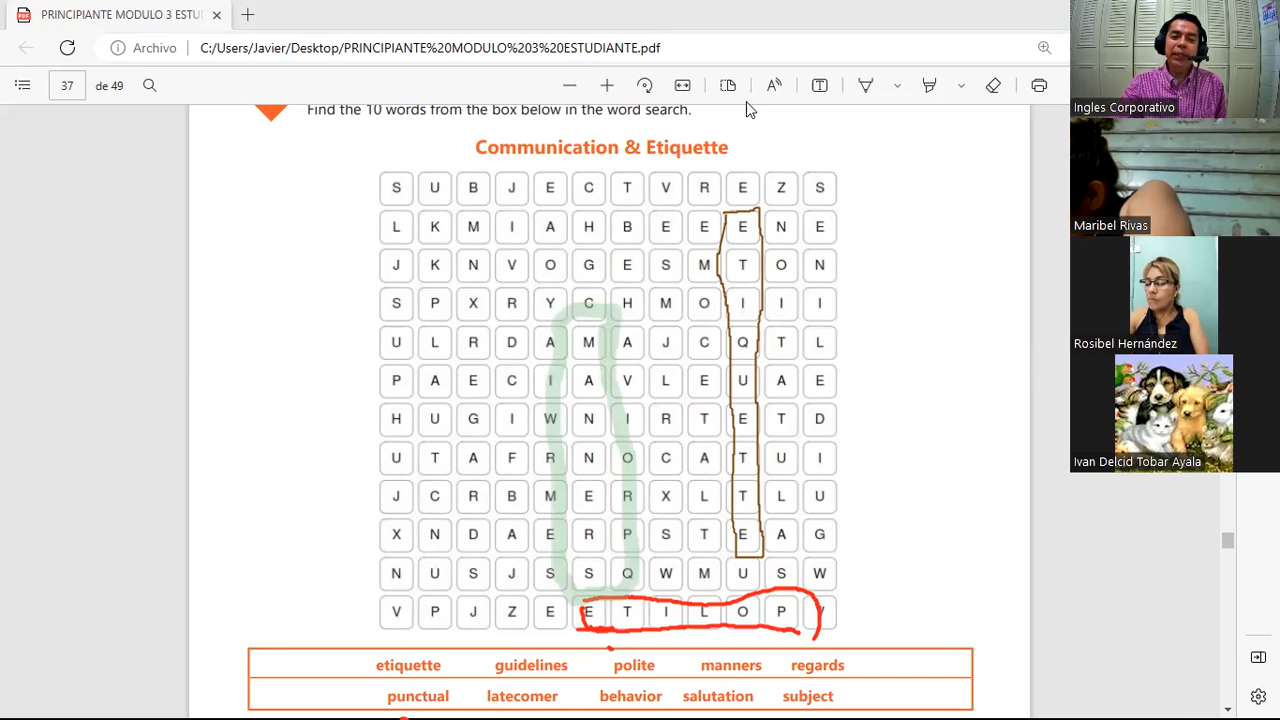 PRINCIPIANTE MODULO 3 ESTU
Archivo C:/Users/Javier/Desktop/PRINCIPIANTE%20MODULO%203%20ESTUDIANTE.pdf
37 de 49
Find the 10 words from the box below in the word search.
Communication & Etiquette
S U B J E C T V R E Z S
L K M I A H B E E E N E
J K N V O G E S M T O N
S P X R Y C H M O I I I
U L R D A M A J C Q T L
P A E C I A V L E U A E
H U G I W N I R T E T D
U T A F R N O C A T U I
J C R B M E R X L T L U
X N D A E R P S T E A G
N U S J S S Q W M U S W
V P J Z E E T I L O P V
etiquette guidelines polite manners regards
punctual latecomer behavior salutation subject
Ingles Corporativo
Maribel Rivas
Rosibel Hernández
Ivan Delcid Tobar Ayala